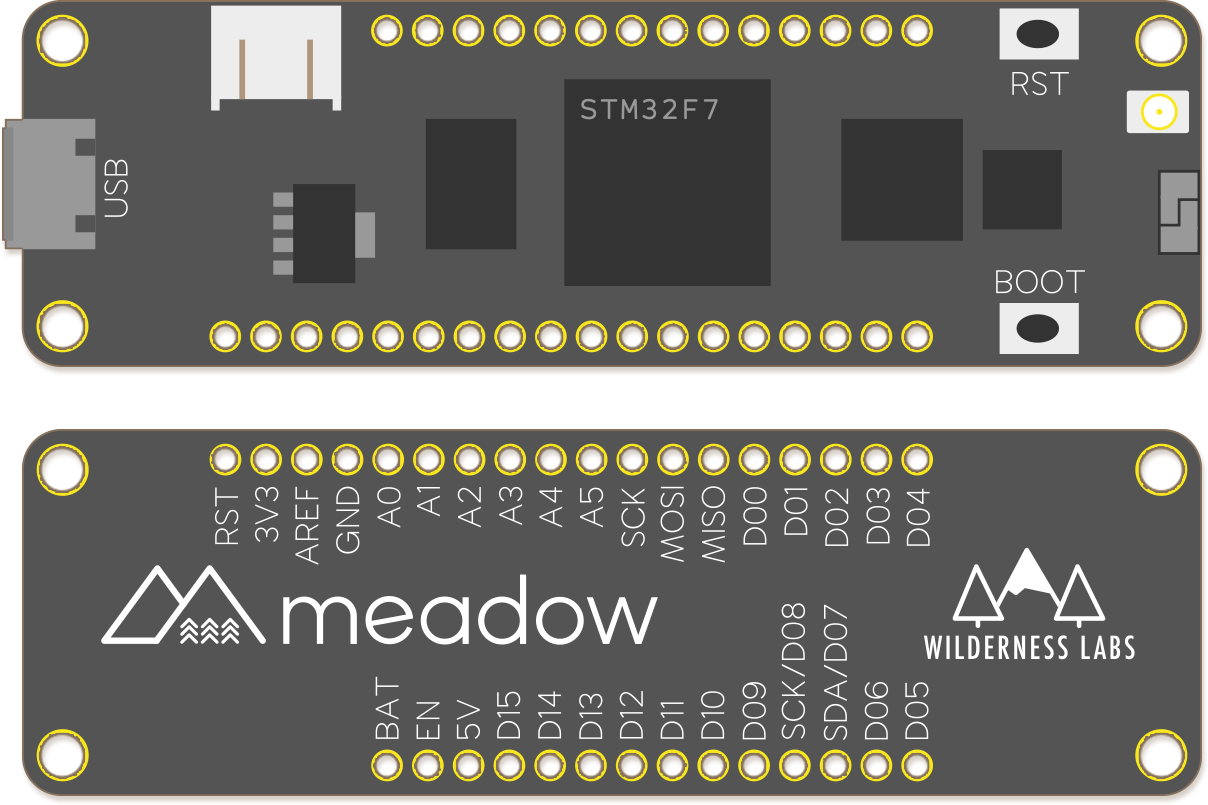 STM32F7
RST
USB
BOOT
RST
3V3
AREF
GND
A0
A1
A2
A3
A4
A5
SCK
MOSI
MISO
D00
D01
D02
D03
D04
meadow
WILDERNESS LABS
BAT
EN
5V
D15
D14
D13
D12
D11
D10
D09
SCK/D08
SDA/D07
D06
D05